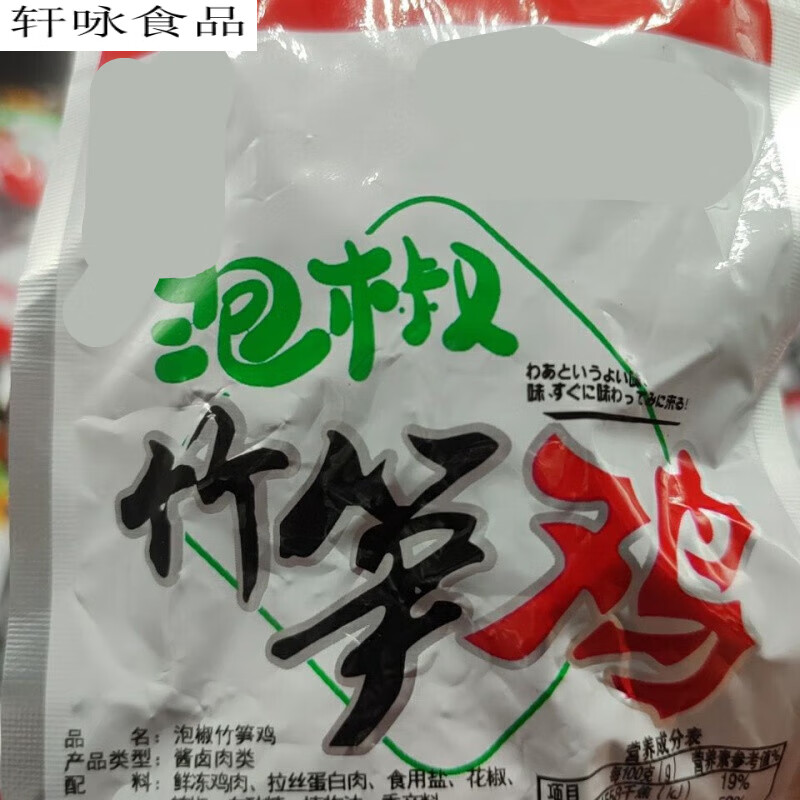 轩咏食品
泡椒
わあというよい味、
味、すぐに味わってみに来る!
竹笋鸡
品 名: 泡椒竹笋鸡
产品类型: 酱卤肉类
配 料: 鲜冻鸡肉、拉丝蛋白肉、食用盐、花椒、
营养成分表
项目 每100克(g) 营养素参考值%
19%